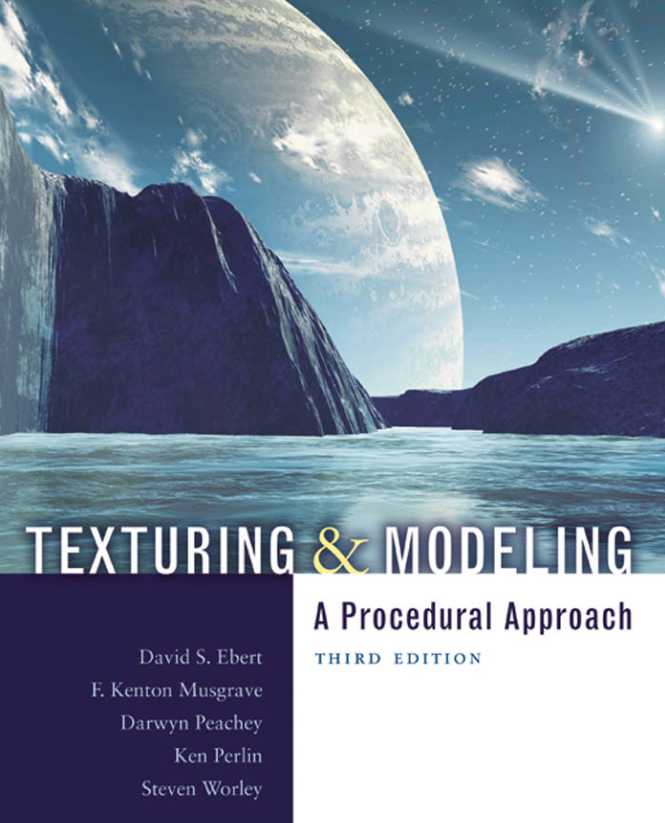 TEXTURING & MODELING
A Procedural Approach
THIRD EDITION
David S. Ebert
F. Kenton Musgrave
Darwyn Peachey
Ken Perlin
Steven Worley